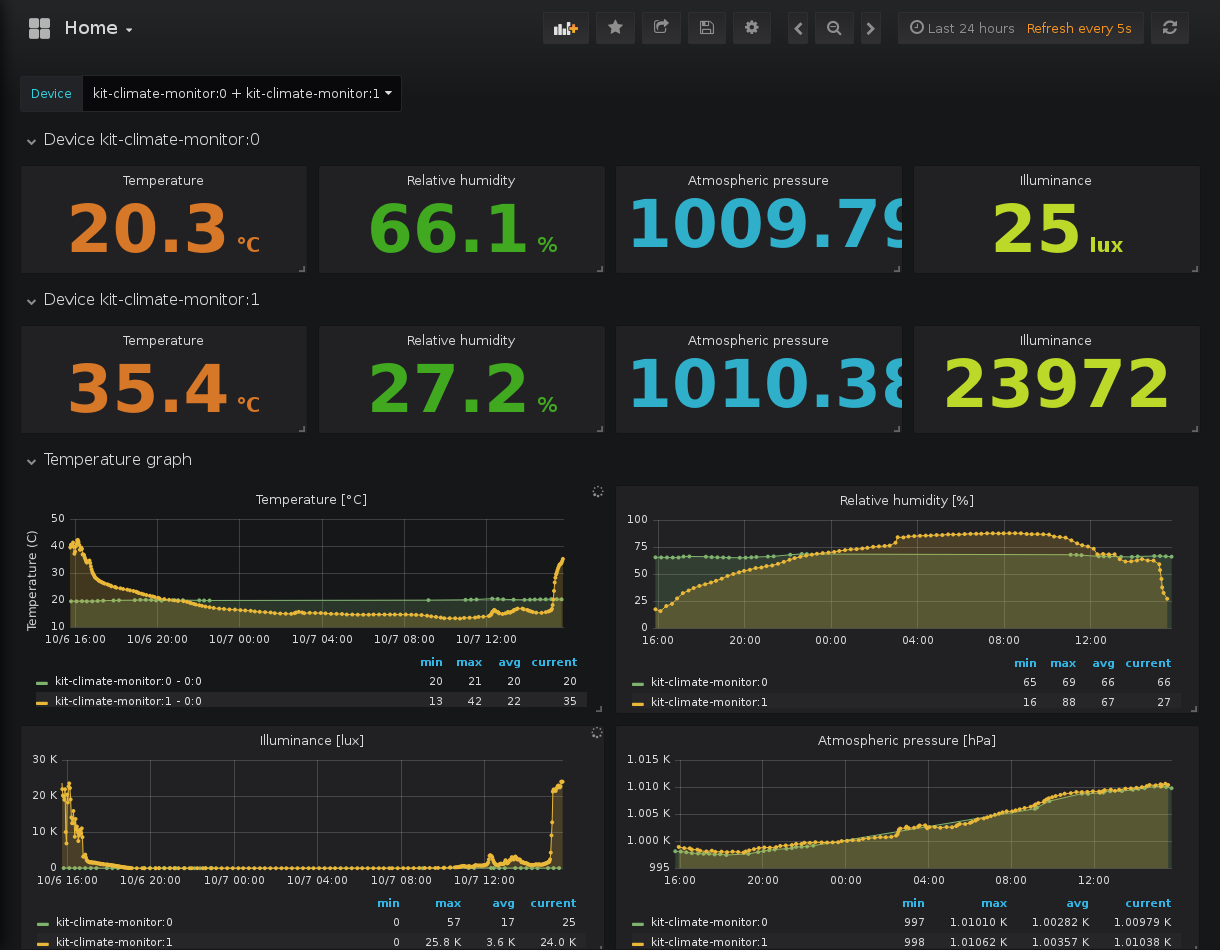 Home
Last 24 hours Refresh every 5s
Device kit-climate-monitor:0 + kit-climate-monitor:1
Device kit-climate-monitor:0
Temperature Relative humidity Atmospheric pressure Illuminance
20.3 °C 66.1 % 1009.79 25 lux
Device kit-climate-monitor:1
Temperature Relative humidity Atmospheric pressure Illuminance
35.4 °C 27.2 % 1010.38 23972
Temperature graph
Temperature [°C]
Temperature (C)
50
40
30
20
10
10/6 16:00 10/6 20:00 10/7 00:00 10/7 04:00 10/7 08:00 10/7 12:00
min max avg current
kit-climate-monitor:0 - 0:0 20 21 20 20
kit-climate-monitor:1 - 0:0 13 42 22 35
Relative humidity [%]
100
75
50
25
0
16:00 20:00 00:00 04:00 08:00 12:00
min max avg current
kit-climate-monitor:0 65 69 66 66
kit-climate-monitor:1 16 88 67 27
Illuminance [lux]
30 K
20 K
10 K
0
10/6 16:00 10/6 20:00 10/7 00:00 10/7 04:00 10/7 08:00 10/7 12:00
min max avg current
kit-climate-monitor:0 0 57 17 25
kit-climate-monitor:1 0 25.8 K 3.6 K 24.0 K
Atmospheric pressure [hPa]
1.015 K
1.010 K
1.005 K
1.000 K
995
16:00 20:00 00:00 04:00 08:00 12:00
min max avg current
kit-climate-monitor:0 997 1.01010 K 1.00282 K 1.00979 K
kit-climate-monitor:1 998 1.01062 K 1.00357 K 1.01038 K